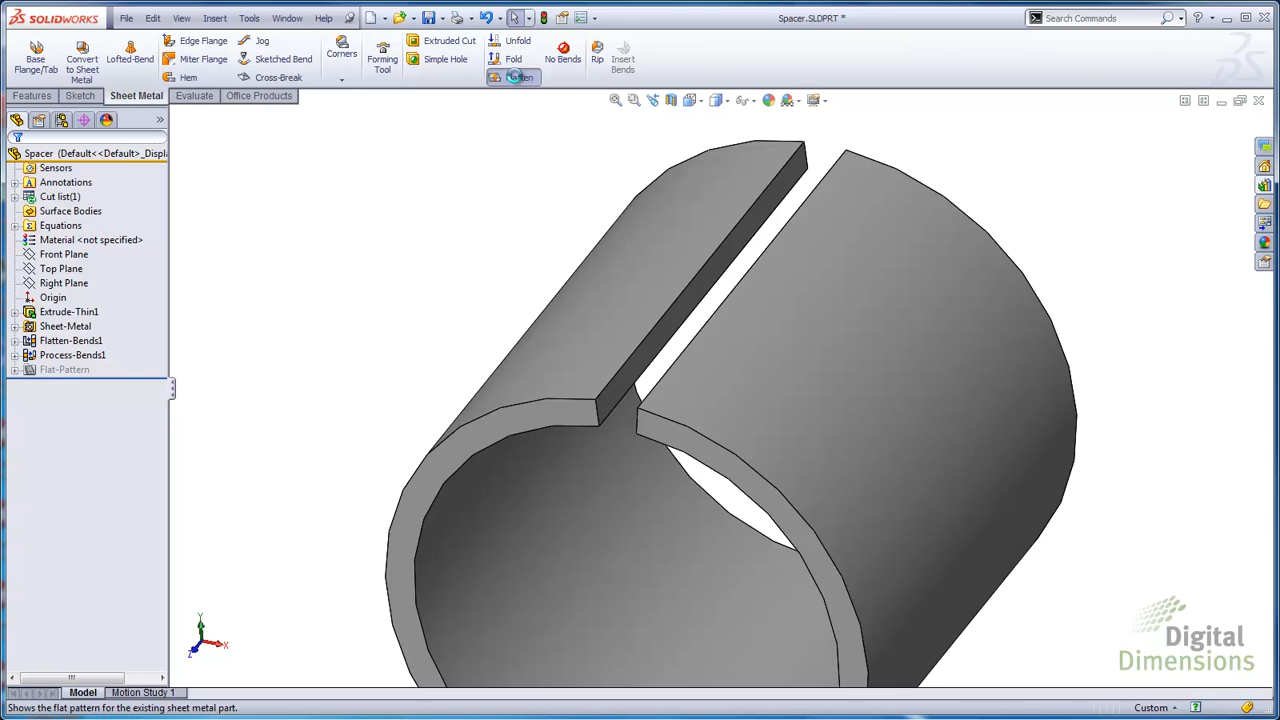 SOLIDWORKS File Edit View Insert Tools Window Help Spacer.SLDPRT * Search Commands
Base Flange/Tab
Convert to Sheet Metal
Lofted-Bend
Edge Flange
Miter Flange
Hem
Jog
Sketched Bend
Cross-Break
Corners
Forming Tool
Extruded Cut
Simple Hole
Unfold
Fold
Flatten
No Bends
Rip
Insert Bends
Features Sketch Sheet Metal Evaluate Office Products
Spacer (Default<<Default>_Displa
Sensors
Annotations
Cut list(1)
Surface Bodies
Equations
Material <not specified>
Front Plane
Top Plane
Right Plane
Origin
Extrude-Thin1
Sheet-Metal
Flatten-Bends1
Process-Bends1
Flat-Pattern
Y
X
Z
Digital
Dimensions
Model Motion Study 1
Shows the flat pattern for the existing sheet metal part. Custom